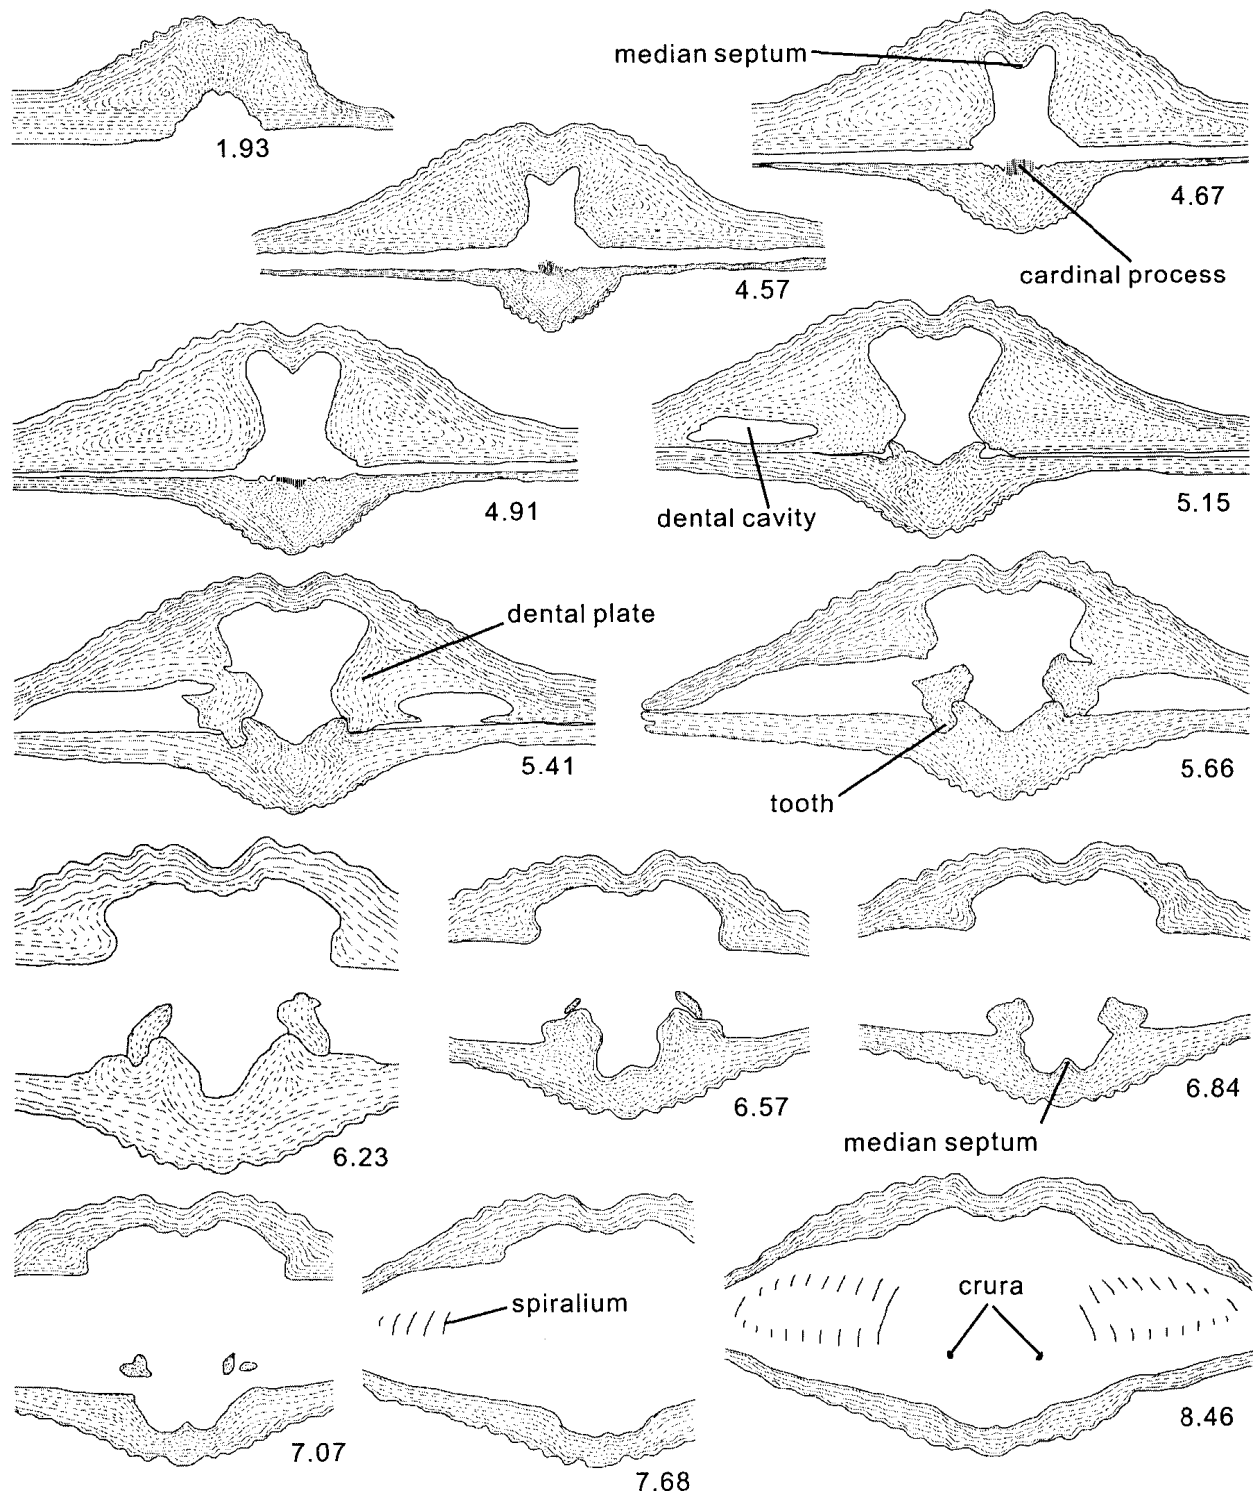 median septum
1.93
4.67
cardinal process
4.57
4.91
dental cavity
5.15
dental plate
5.41
5.66
tooth
6.23
6.57
6.84
median septum
spiralium
crura
7.07
7.68
8.46